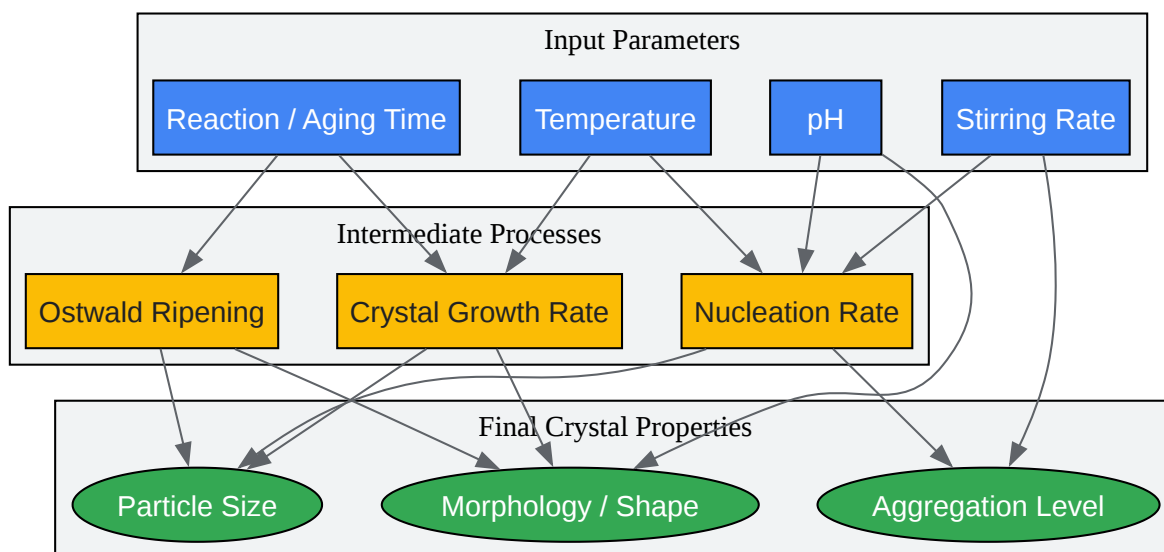 Input Parameters
Reaction / Aging Time
Temperature
pH
Stirring Rate
Intermediate Processes
Ostwald Ripening
Crystal Growth Rate
Nucleation Rate
Final Crystal Properties
Particle Size
Morphology / Shape
Aggregation Level